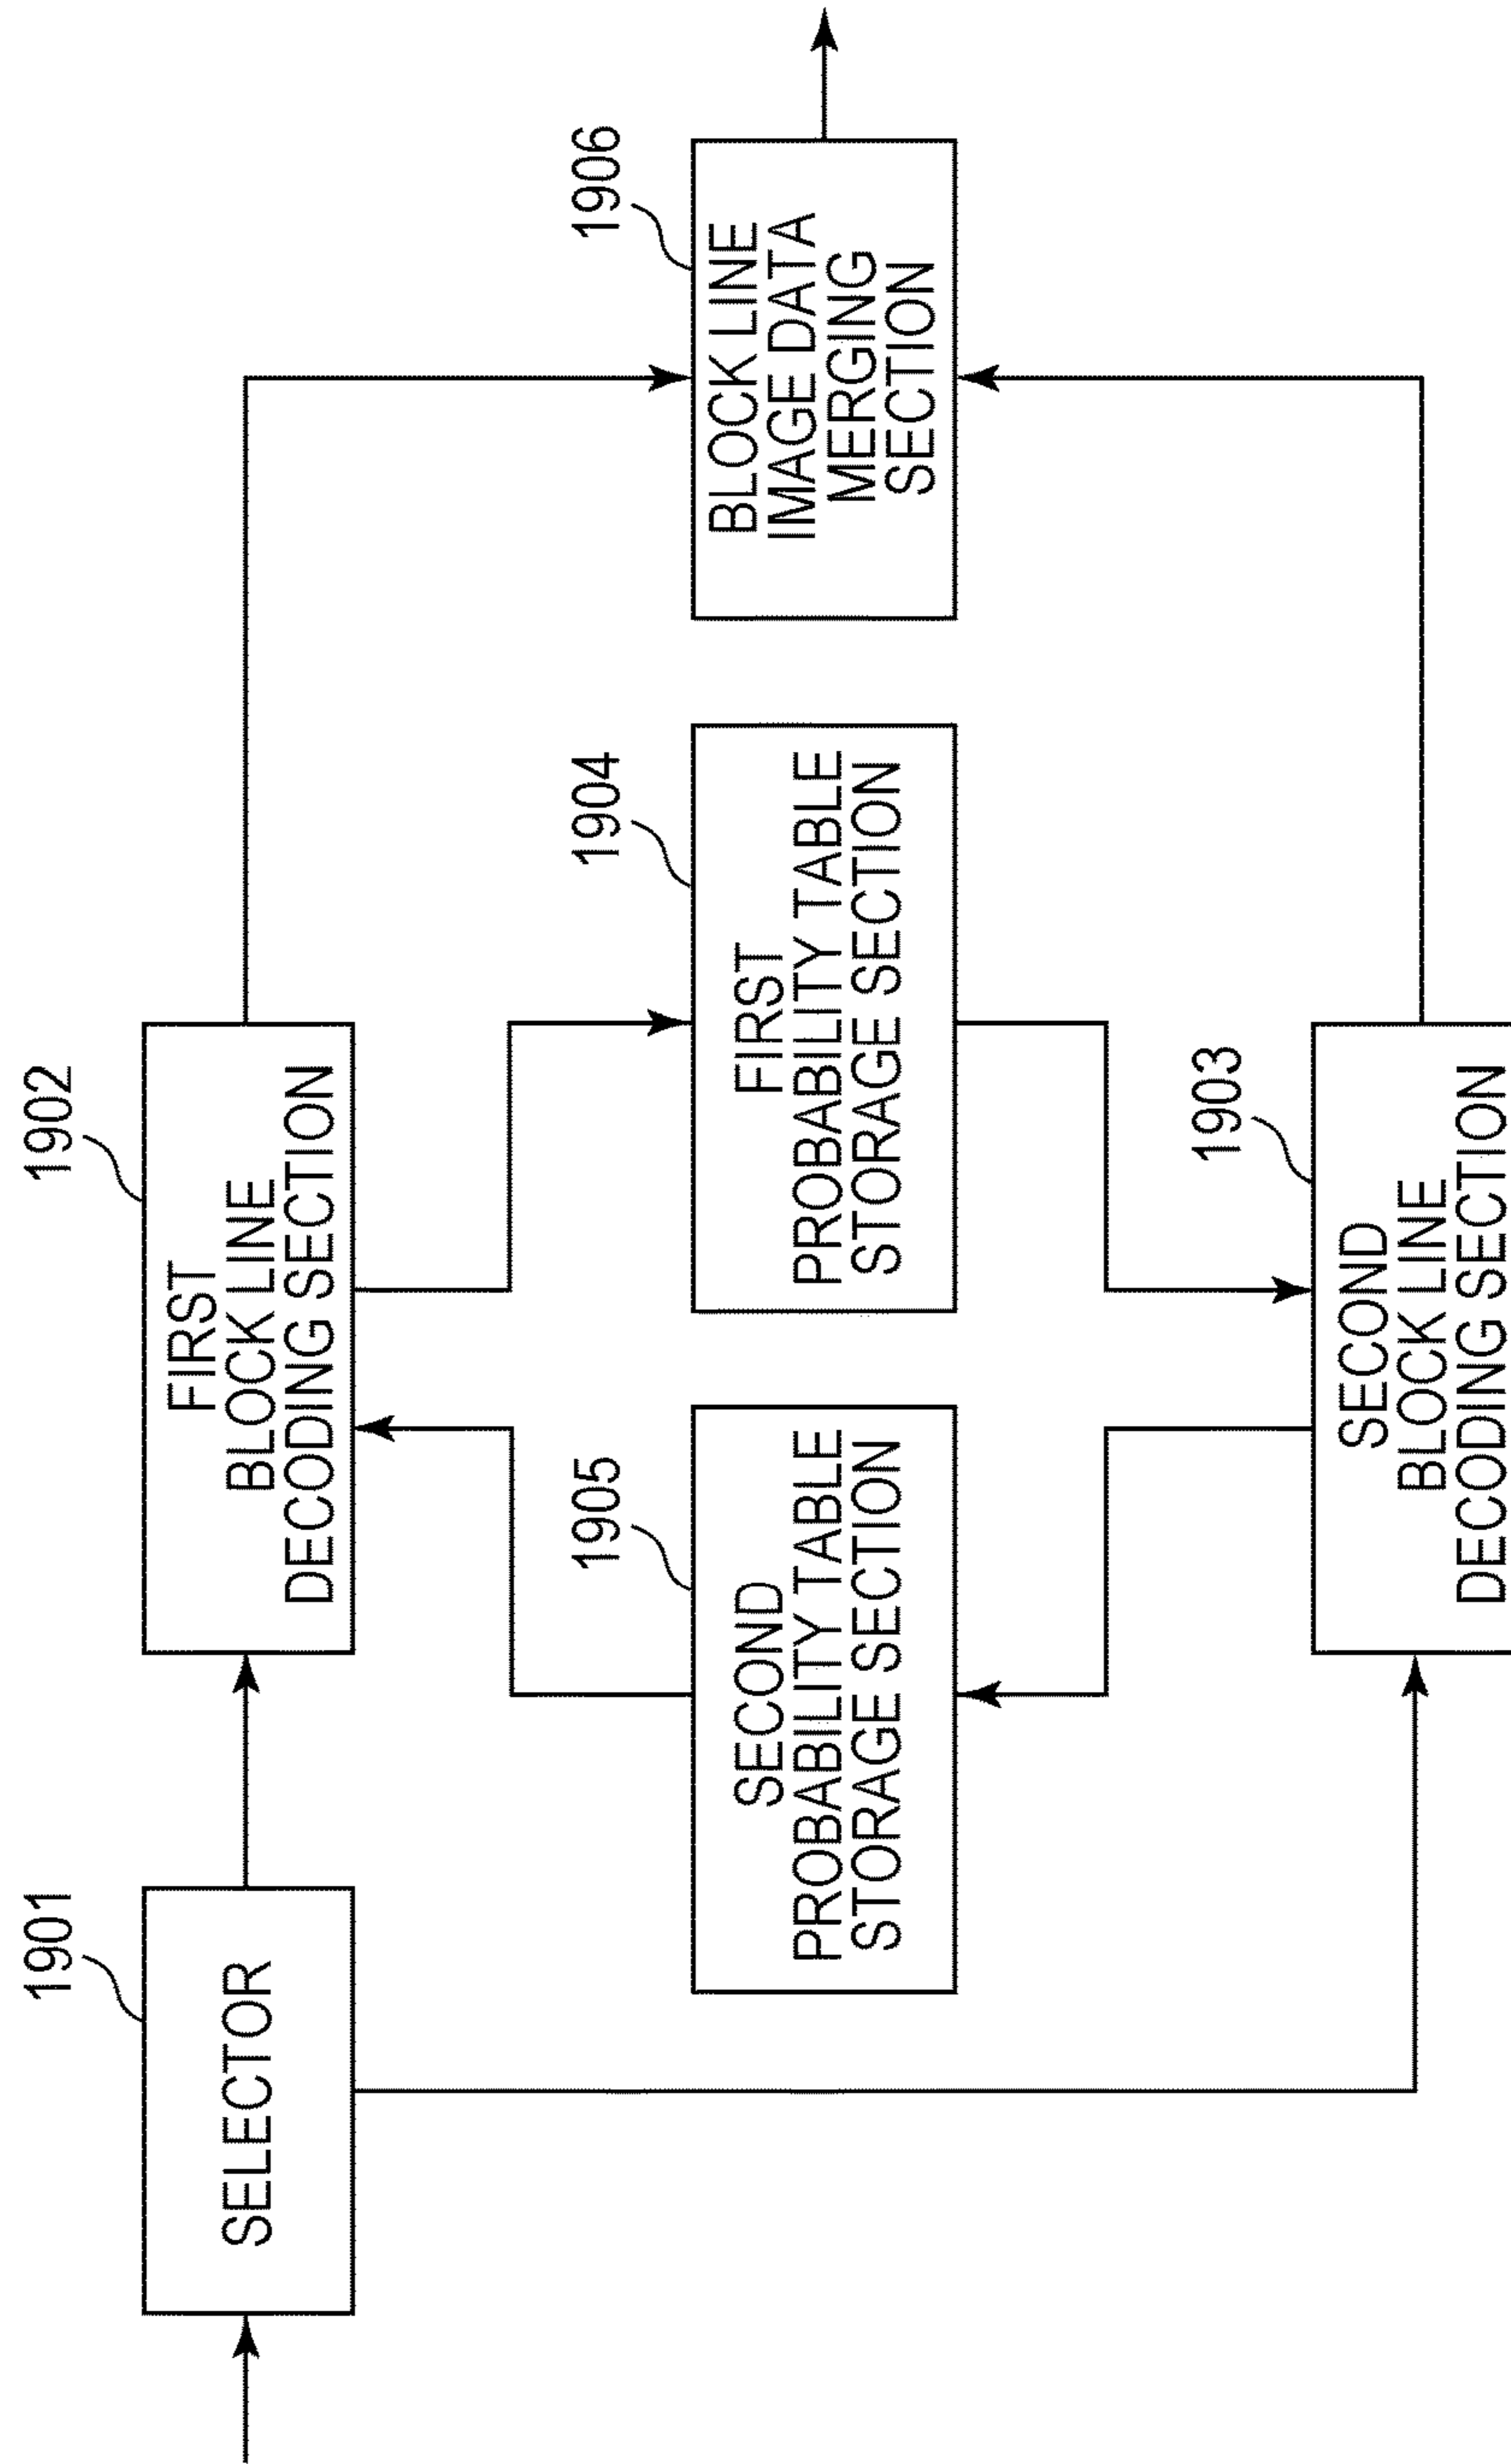 1901
SELECTOR
1902
FIRST
BLOCK LINE
DECODING SECTION
1905
SECOND
PROBABILITY TABLE
STORAGE SECTION
1904
FIRST
PROBABILITY TABLE
STORAGE SECTION
1906
BLOCK LINE
IMAGE DATA
MERGING
SECTION
1903
SECOND
BLOCK LINE
DECODING SECTION